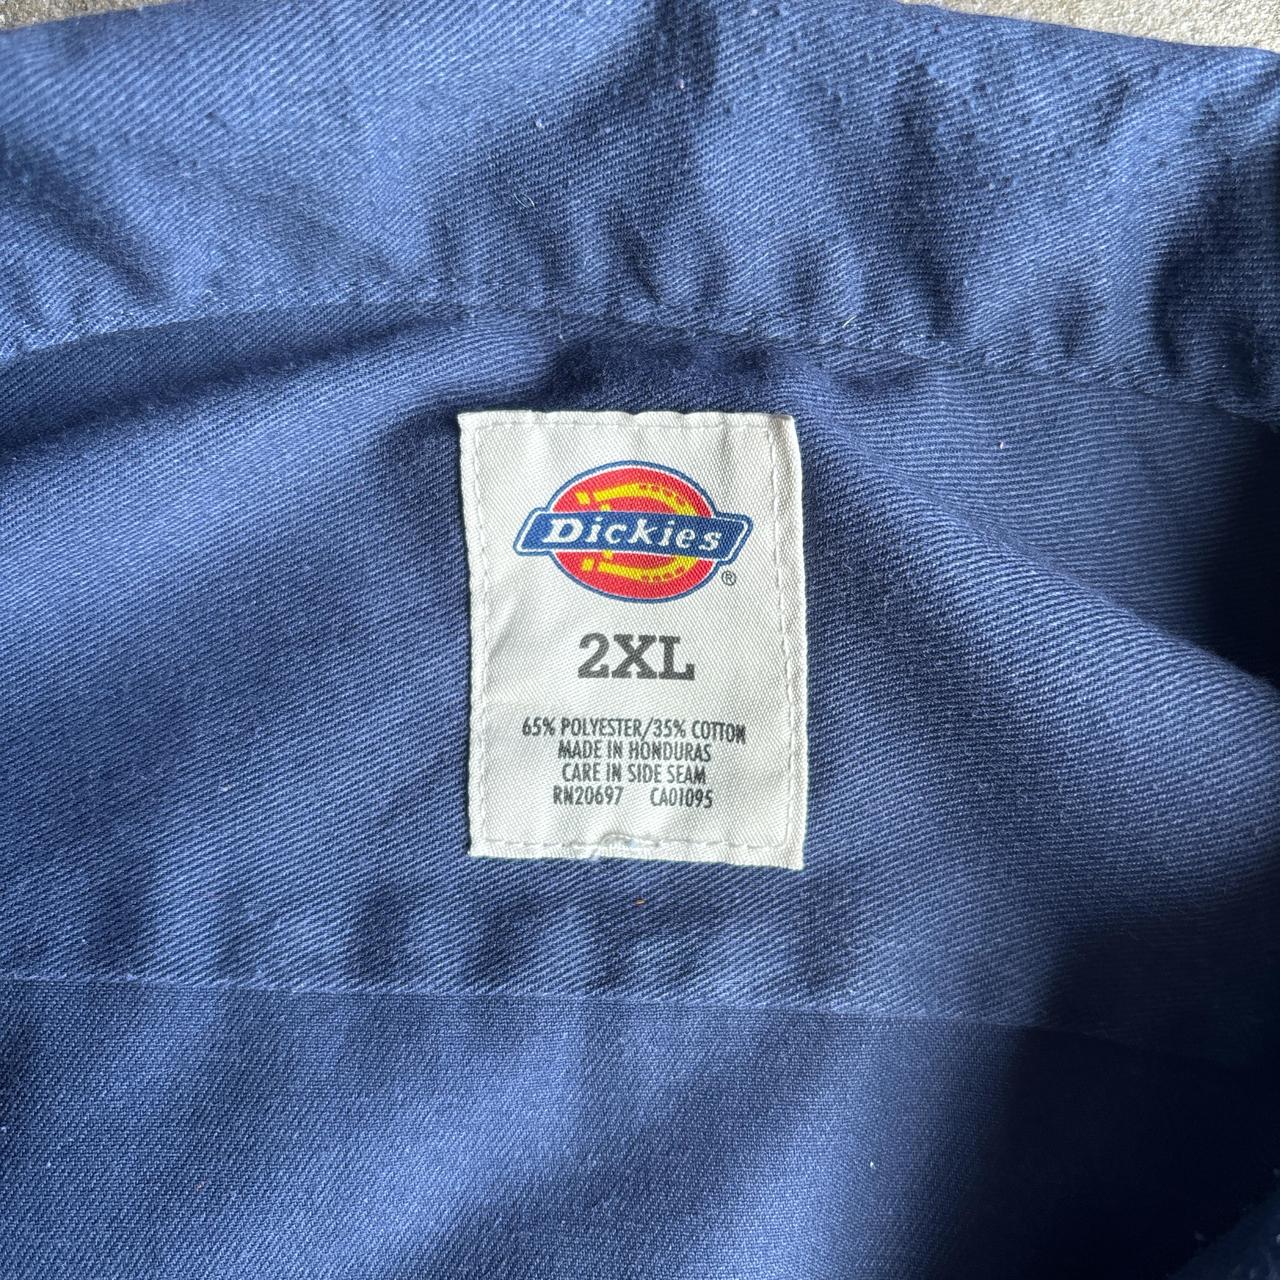 Dickies
®
2XL
65% POLYESTER/35% COTTON
MADE IN HONDURAS
CARE IN SIDE SEAM
RN20697 CA01095